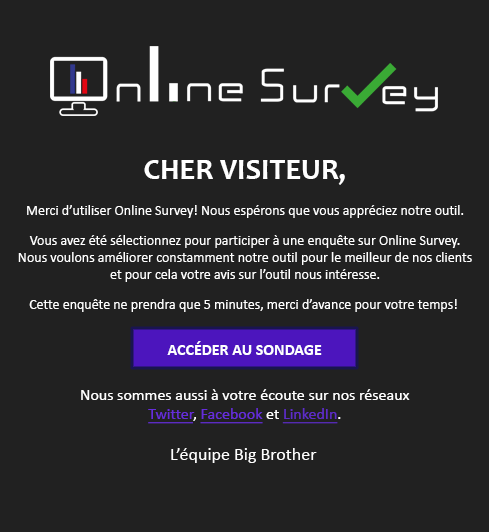 Online Survey
CHER VISITEUR,
Merci d'utiliser Online Survey! Nous espérons que vous appréciez notre outil.
Vous avez été sélectionnez pour participer à une enquête sur Online Survey.
Nous voulons améliorer constamment notre outil pour le meilleur de nos clients
et pour cela votre avis sur l'outil nous intéresse.
Cette enquête ne prendra que 5 minutes, merci d'avance pour votre temps!
ACCÉDER AU SONDAGE
Nous sommes aussi à votre écoute sur nos réseaux
Twitter, Facebook et LinkedIn.
L'équipe Big Brother